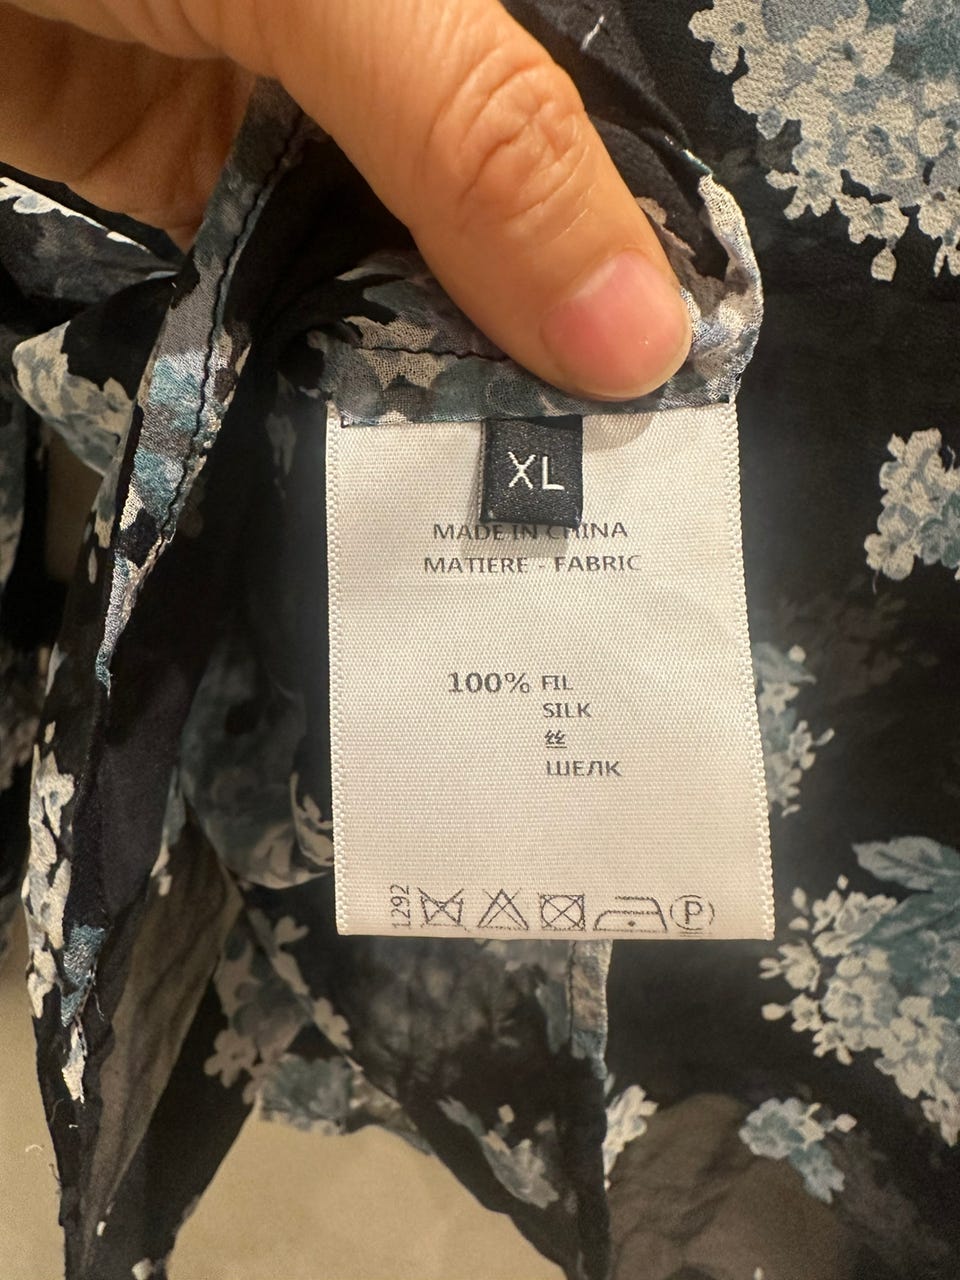 XL
MADE IN CHINA
MATIERE - FABRIC
100% FIL
SILK
丝
ШЕЛК
1292
P